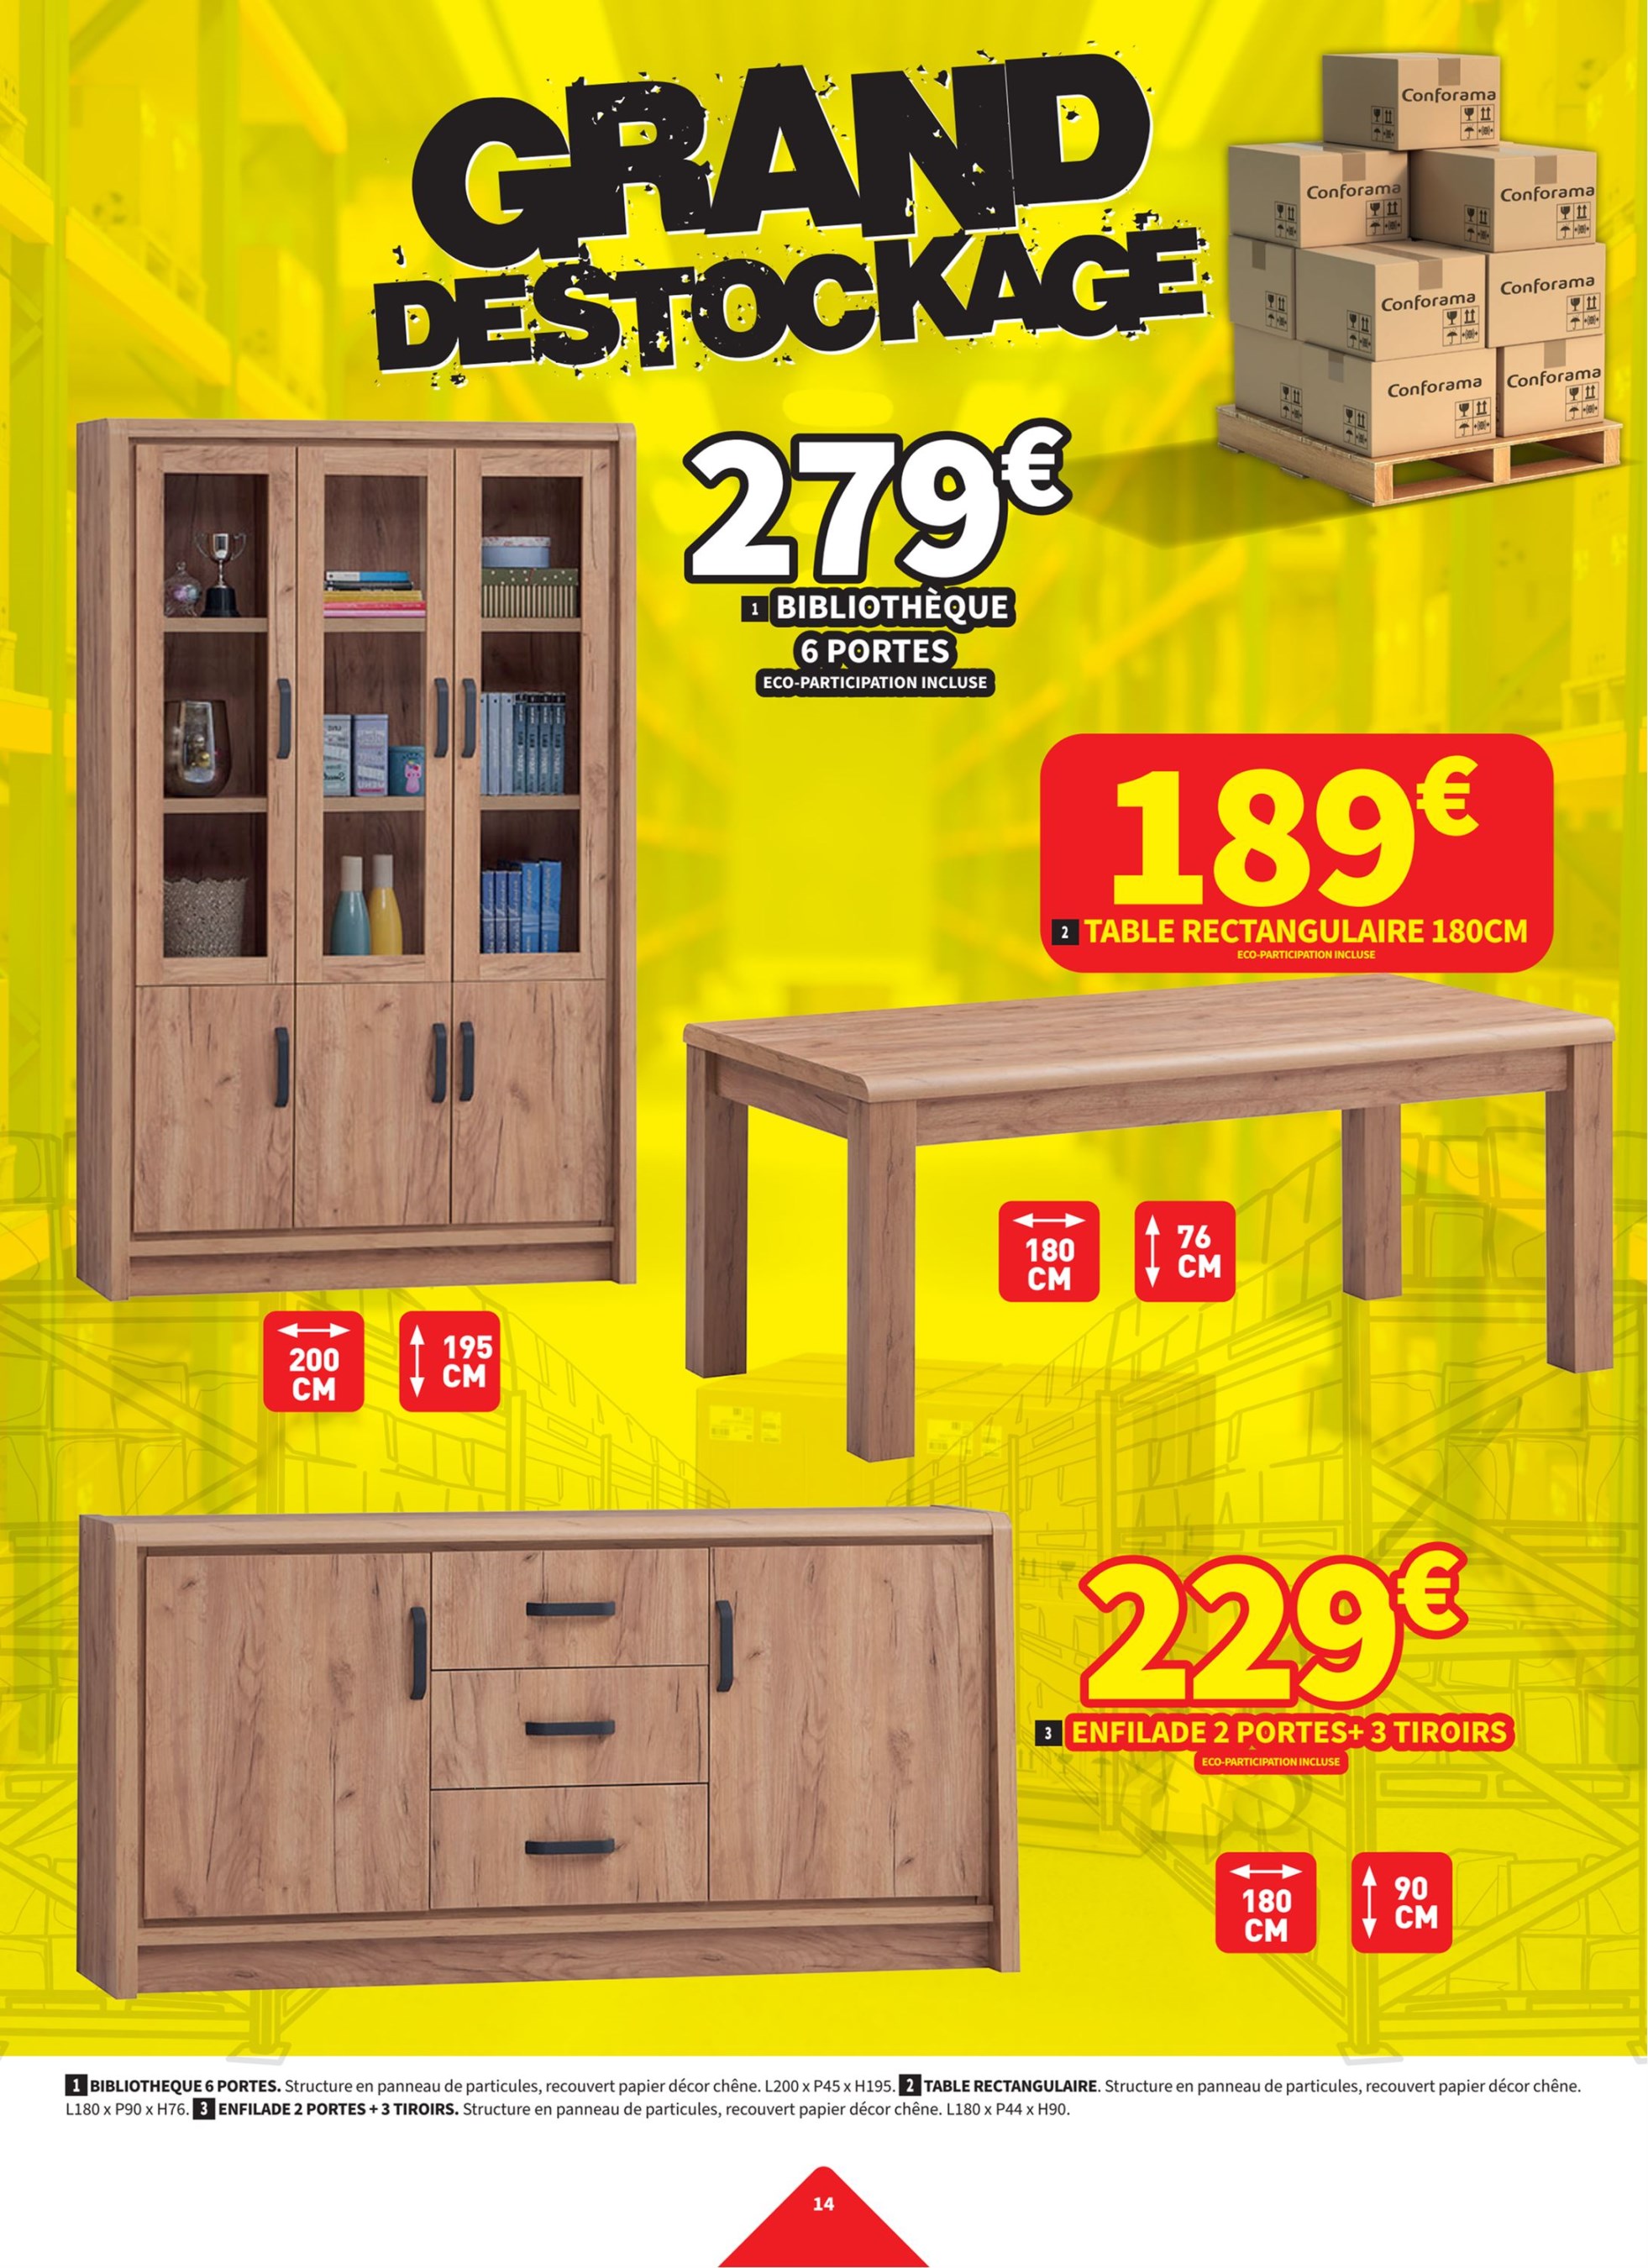 GRAND
DESTOCKAGE
Conforama
Conforama
Conforama
Conforama
Conforama
Conforama
Conforama
279€
1 BIBLIOTHÈQUE
6 PORTES
ECO-PARTICIPATION INCLUSE
189€
2 TABLE RECTANGULAIRE 180CM
ECO-PARTICIPATION INCLUSE
180
CM
76
CM
200
CM
195
CM
229€
3 ENFILADE 2 PORTES+ 3 TIROIRS
ECO-PARTICIPATION INCLUSE
180
CM
90
CM
1 BIBLIOTHEQUE 6 PORTES. Structure en panneau de particules, recouvert papier décor chêne. L200 x P45 x H195. 2 TABLE RECTANGULAIRE. Structure en panneau de particules, recouvert papier décor chêne.
L180 x P90 x H76. 3 ENFILADE 2 PORTES + 3 TIROIRS. Structure en panneau de particules, recouvert papier décor chêne. L180 x P44 x H90.
14